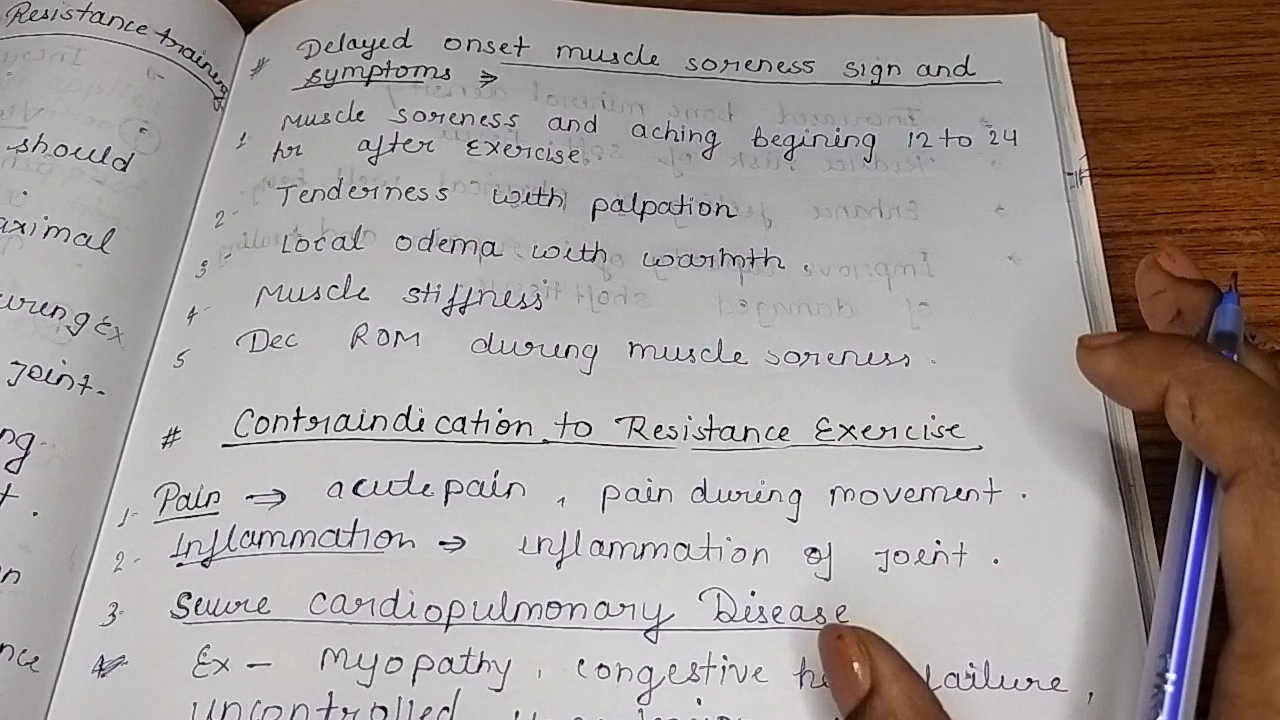 Resistance training
should
aximal
Joint-
ng
# Delayed onset muscle soreness sign and
symptoms ⇒
1 Muscle soreness and aching begining 12 to 24
hr after exercise.
2- Tenderness with palpation,
3- Local odema with warmth.
4- Muscle stiffness
5 Dec ROM during muscle soreness.
# Contraindication to Resistance Exercise
1- Pain ⇒ acute pain, pain during movement.
2- Inflammation ⇒ inflammation of joint.
3- Seure cardiopulmonary Disease
Ex - Myopathy, congestive failure,
Uncontrolled